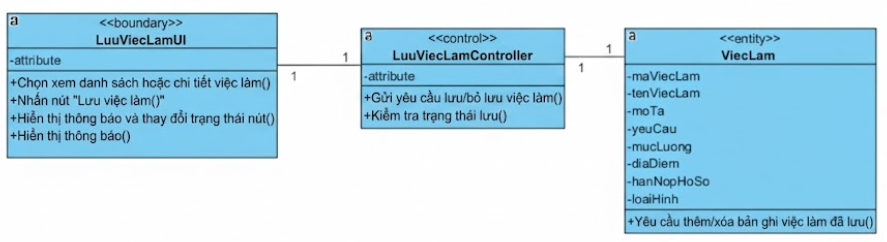 a
<<boundary>>
LuuViecLamUI
-attribute
+Chọn xem danh sách hoặc chi tiết việc làm()
+Nhấn nút "Lưu việc làm()"
+Hiển thị thông báo và thay đổi trạng thái nút()
+Hiển thị thông báo()
1
1
a
<<control>>
LuuViecLamController
-attribute
+Gửi yêu cầu lưu/bỏ lưu việc làm()
+Kiểm tra trạng thái lưu()
1
1
a
<<entity>>
ViecLam
-maViecLam
-tenViecLam
-moTa
-yeuCau
-mucLuong
-diaDiem
-hanNopHoSo
-loaiHinh
+Yêu cầu thêm/xóa bản ghi việc làm đã lưu()